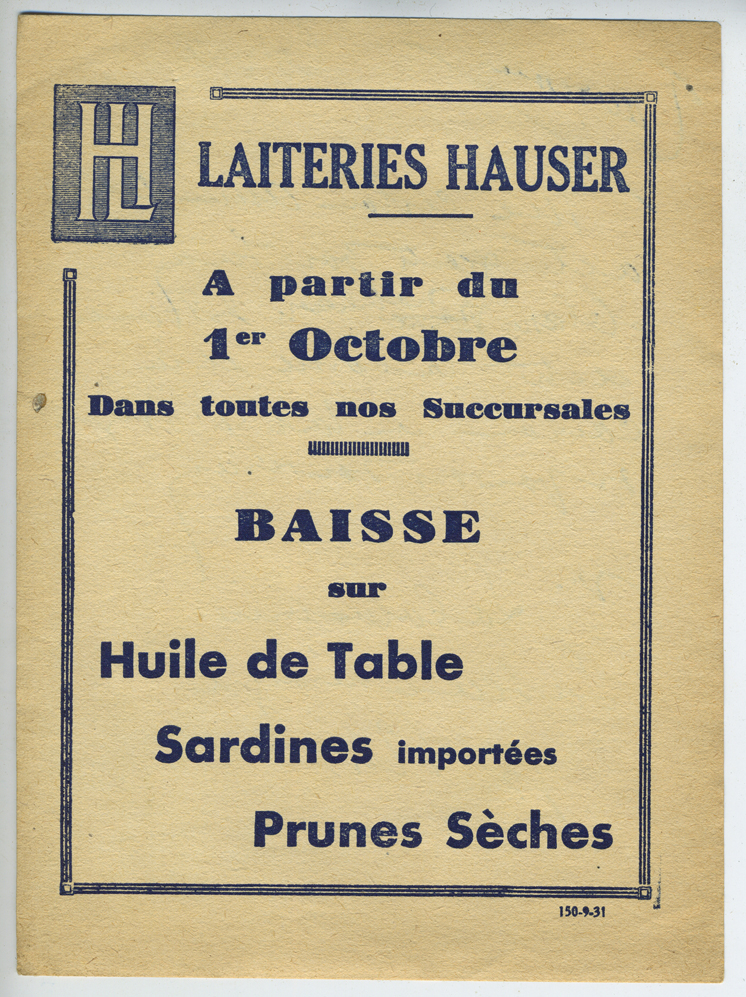 HL
LAITERIES HAUSER
A partir du
1er Octobre
Dans toutes nos Succursales
BAISSE
sur
Huile de Table
Sardines importées
Prunes Sèches
150-9-31